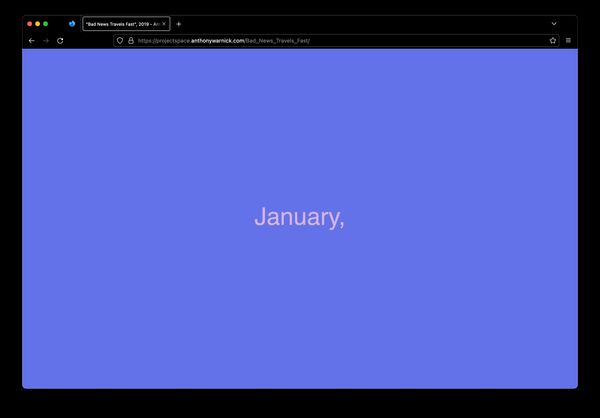 "Bad News Travels Fast", 2019 - An
https://projectspace.anthonywarnick.com/Bad_News_Travels_Fast/
January,